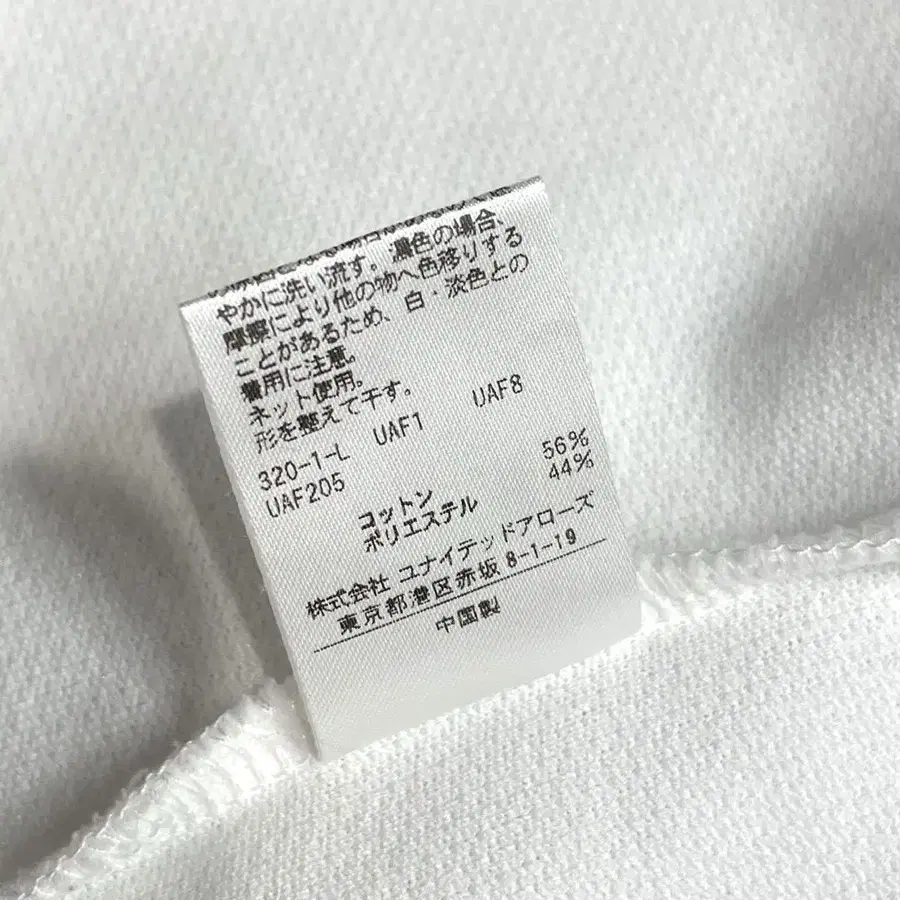 やかに洗い流す。濃色の場合、
摩擦により他の物へ色移りする
ことがあるため、白・淡色との
着用に注意。
ネット使用。
形を整えて干す。
320-1-L UAF1 UAF8
UAF205
コットン 56%
ポリエステル 44%
株式会社 ユナイテッドアローズ
東京都港区赤坂 8-1-19
中国製